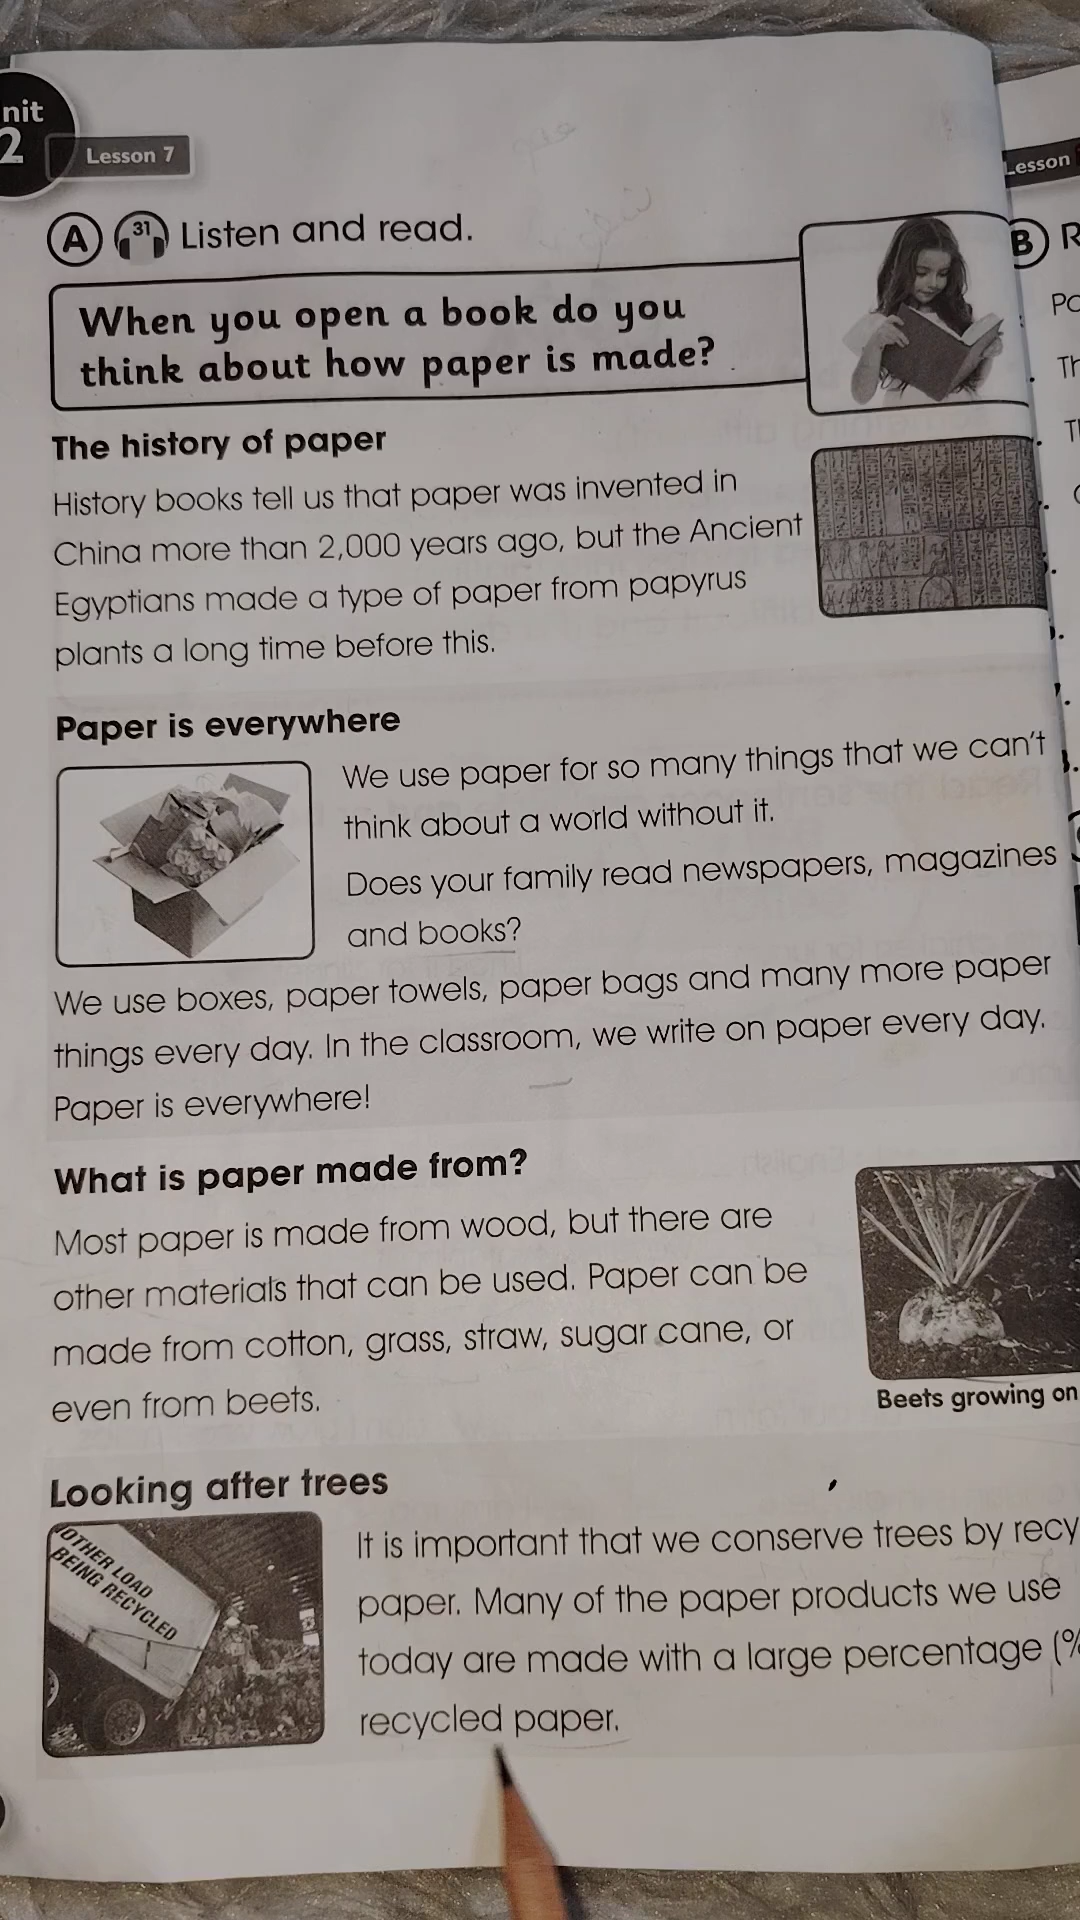 nit
2
Lesson 7
A 31 Listen and read.
When you open a book do you
think about how paper is made?
The history of paper
History books tell us that paper was invented in
China more than 2,000 years ago, but the Ancient
Egyptians made a type of paper from papyrus
plants a long time before this.
Paper is everywhere
We use paper for so many things that we can't
think about a world without it.
Does your family read newspapers, magazines
and books?
We use boxes, paper towels, paper bags and many more paper
things every day. In the classroom, we write on paper every day.
Paper is everywhere!
What is paper made from?
Most paper is made from wood, but there are
other materials that can be used. Paper can be
made from cotton, grass, straw, sugar cane, or
even from beets.
Beets growing on
Looking after trees
OTHER LOAD
BEING RECYCLED
It is important that we conserve trees by recy
paper. Many of the paper products we use
today are made with a large percentage (%
recycled paper.
Lesson
B R
Po
Th